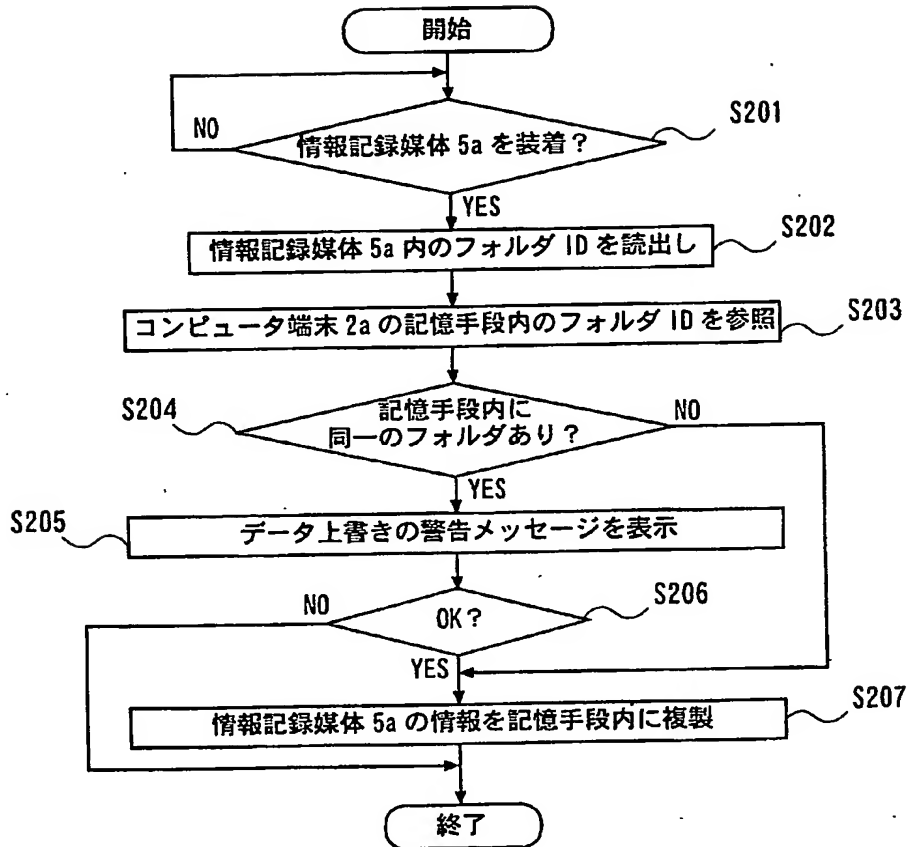 開始
NO
S201
情報記録媒体 5a を装着？
YES
S202
情報記録媒体 5a 内のフォルダ ID を読出し
S203
コンピュータ端末 2a の記憶手段内のフォルダ ID を参照
S204
記憶手段内に
同一のフォルダあり？
NO
YES
S205
データ上書きの警告メッセージを表示
NO
S206
OK？
YES
S207
情報記録媒体 5a の情報を記憶手段内に複製
終了